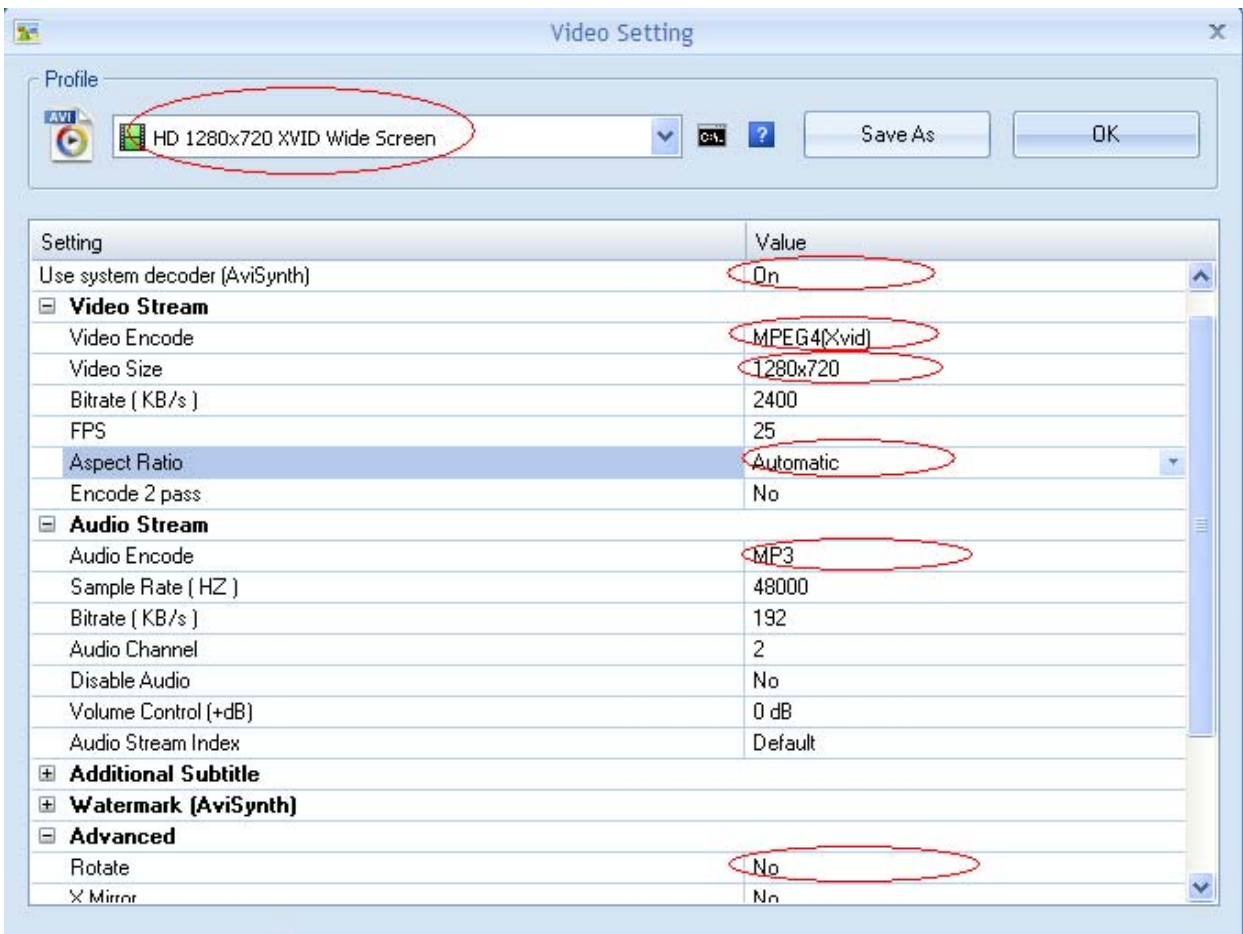 Video Setting
Profile
AVI
HD 1280x720 XVID Wide Screen
C:\.
?
Save As
OK
Setting Value
Use system decoder (AviSynth) On
Video Stream
Video Encode MPEG4(Xvid)
Video Size 1280x720
Bitrate ( KB/s ) 2400
FPS 25
Aspect Ratio Automatic
Encode 2 pass No
Audio Stream
Audio Encode MP3
Sample Rate ( HZ ) 48000
Bitrate ( KB/s ) 192
Audio Channel 2
Disable Audio No
Volume Control (+dB) 0 dB
Audio Stream Index Default
Additional Subtitle
Watermark (AviSynth)
Advanced
Rotate No
X Mirror No